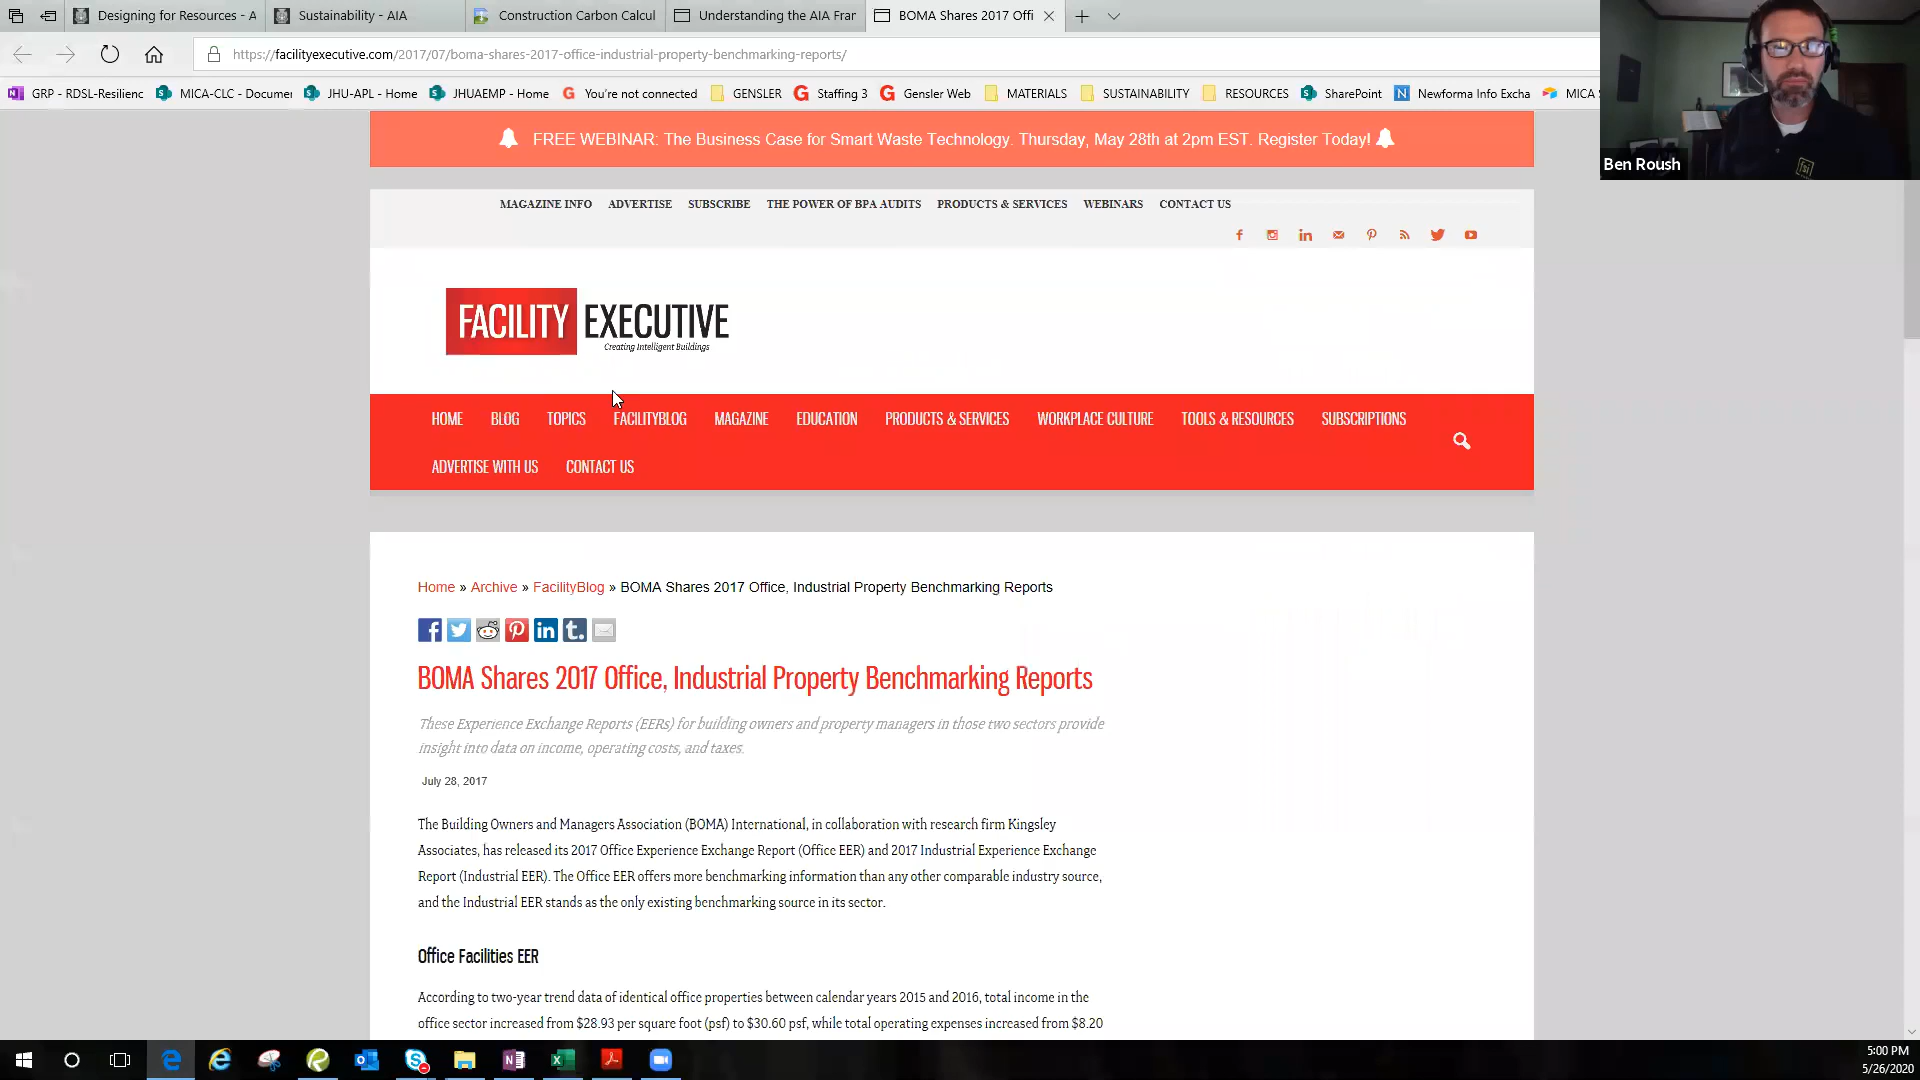 Designing for Resources - A
Sustainability - AIA
Construction Carbon Calcul
Understanding the AIA Fran
BOMA Shares 2017 Offi
https://facilityexecutive.com/2017/07/boma-shares-2017-office-industrial-property-benchmarking-reports/
GRP - RDSL-Resilienc
MICA-CLC - Documen
JHU-APL - Home
JHUAEMP - Home
You're not connected
GENSLER
Staffing 3
Gensler Web
MATERIALS
SUSTAINABILITY
RESOURCES
SharePoint
Newforma Info Excha
MICA
Ben Roush
fsi
FREE WEBINAR: The Business Case for Smart Waste Technology. Thursday, May 28th at 2pm EST. Register Today!
MAGAZINE INFO ADVERTISE SUBSCRIBE THE POWER OF BPA AUDITS PRODUCTS & SERVICES WEBINARS CONTACT US
FACILITY EXECUTIVE
Creating Intelligent Buildings
HOME BLOG TOPICS FACILITYBLOG MAGAZINE EDUCATION PRODUCTS & SERVICES WORKPLACE CULTURE TOOLS & RESOURCES SUBSCRIPTIONS
ADVERTISE WITH US CONTACT US
Home » Archive » FacilityBlog » BOMA Shares 2017 Office, Industrial Property Benchmarking Reports
BOMA Shares 2017 Office, Industrial Property Benchmarking Reports
These Experience Exchange Reports (EERs) for building owners and property managers in those two sectors provide
insight into data on income, operating costs, and taxes.
July 28, 2017
The Building Owners and Managers Association (BOMA) International, in collaboration with research firm Kingsley
Associates, has released its 2017 Office Experience Exchange Report (Office EER) and 2017 Industrial Experience Exchange
Report (Industrial EER). The Office EER offers more benchmarking information than any other comparable industry source,
and the Industrial EER stands as the only existing benchmarking source in its sector.
Office Facilities EER
According to two-year trend data of identical office properties between calendar years 2015 and 2016, total income in the
office sector increased from $28.93 per square foot (psf) to $30.60 psf, while total operating expenses increased from $8.20
5:00 PM
5/26/2020